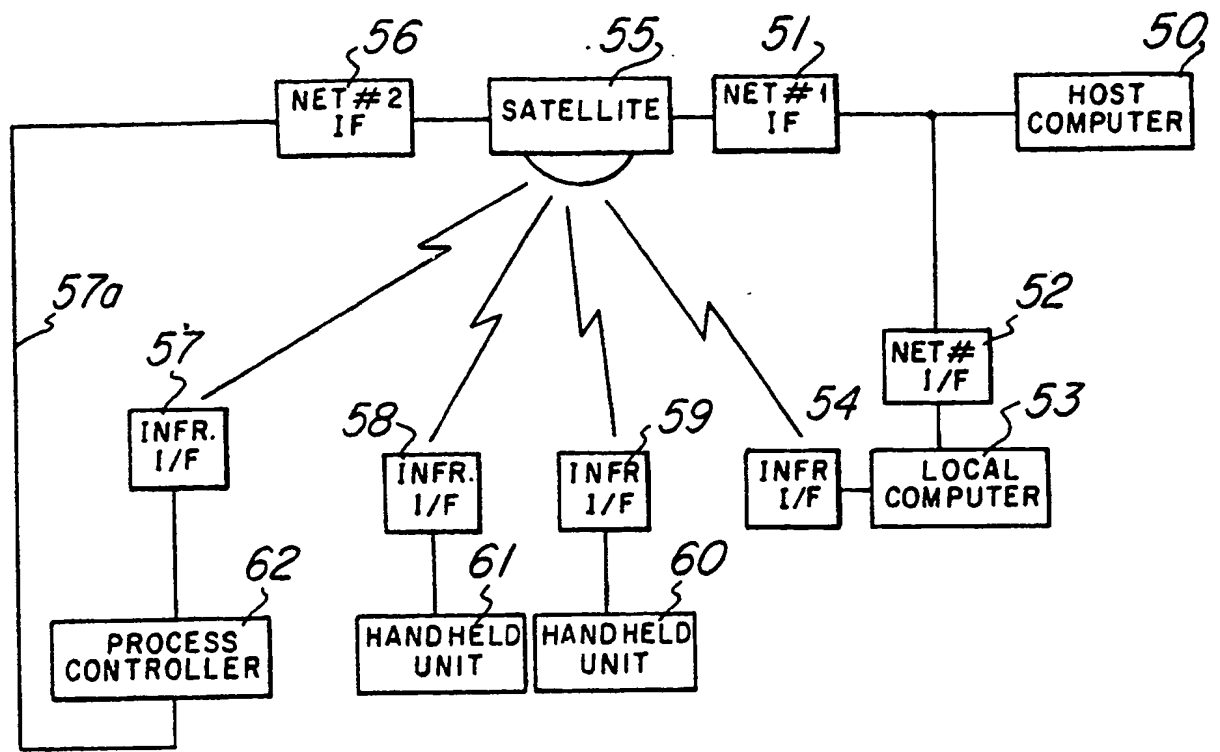 56
.55
51
50
NET #2
IF
SATELLITE
NET #1
IF
HOST
COMPUTER
57a
57
52
NET #
I/F
58
59
54
53
INFR.
I/F
INFR.
I/F
INFR
I/F
INFR
I/F
LOCAL
COMPUTER
62
61
60
PROCESS
CONTROLLER
HANDHELD
UNIT
HANDHELD
UNIT